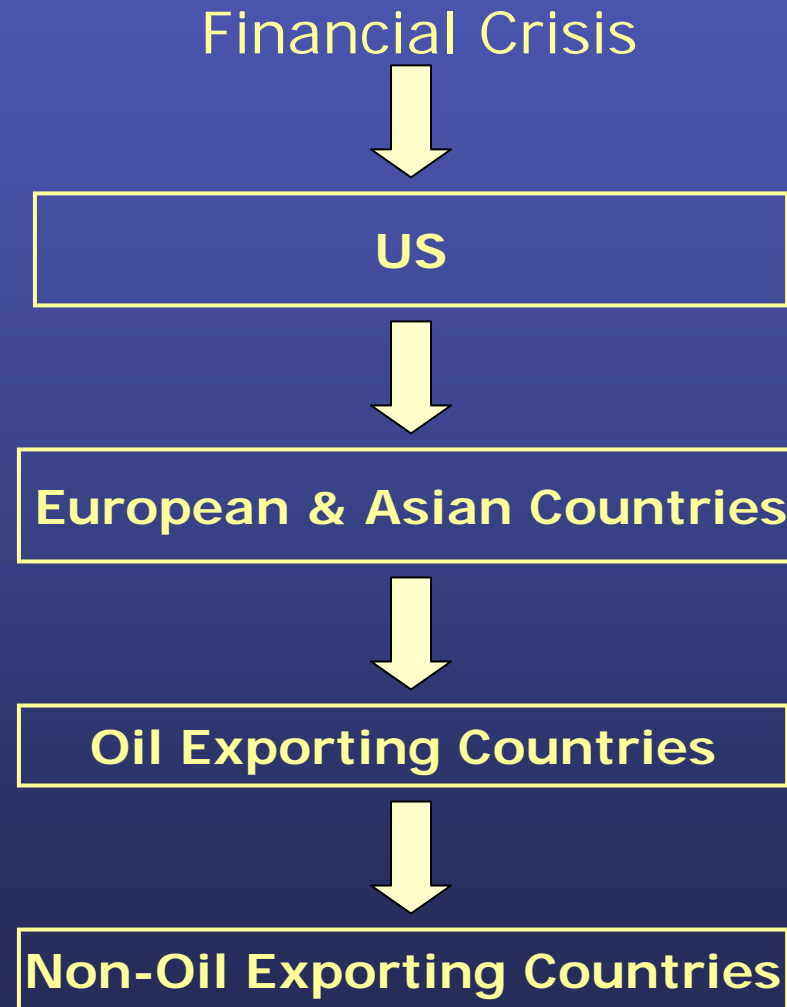 Financial Crisis
US
European & Asian Countries
Oil Exporting Countries
Non-Oil Exporting Countries